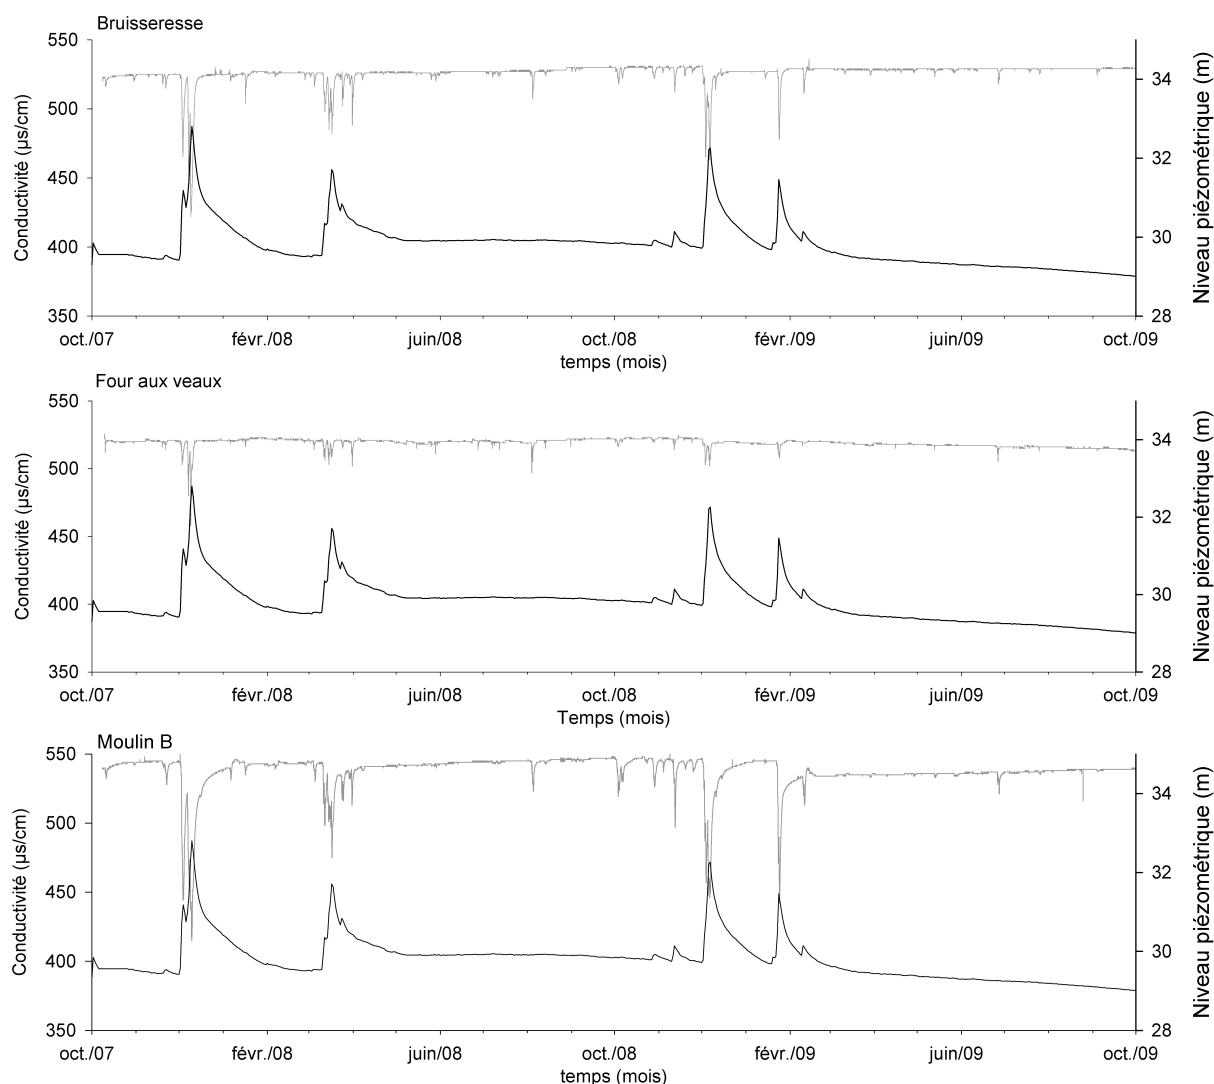 Bruisseresse
Conductivité (µs/cm)
550
500
450
400
350
34
32
30
28
Niveau piézométrique (m)
oct./07 févr./08 juin/08 oct./08 févr./09 juin/09 oct./09
temps (mois)
Four aux veaux
Conductivité (µs/cm)
550
500
450
400
350
34
32
30
28
Niveau piézométrique (m)
oct./07 févr./08 juin/08 oct./08 févr./09 juin/09 oct./09
Temps (mois)
Moulin B
Conductivité (µs/cm)
550
500
450
400
350
34
32
30
28
Niveau piézométrique (m)
oct./07 févr./08 juin/08 oct./08 févr./09 juin/09 oct./09
temps (mois)